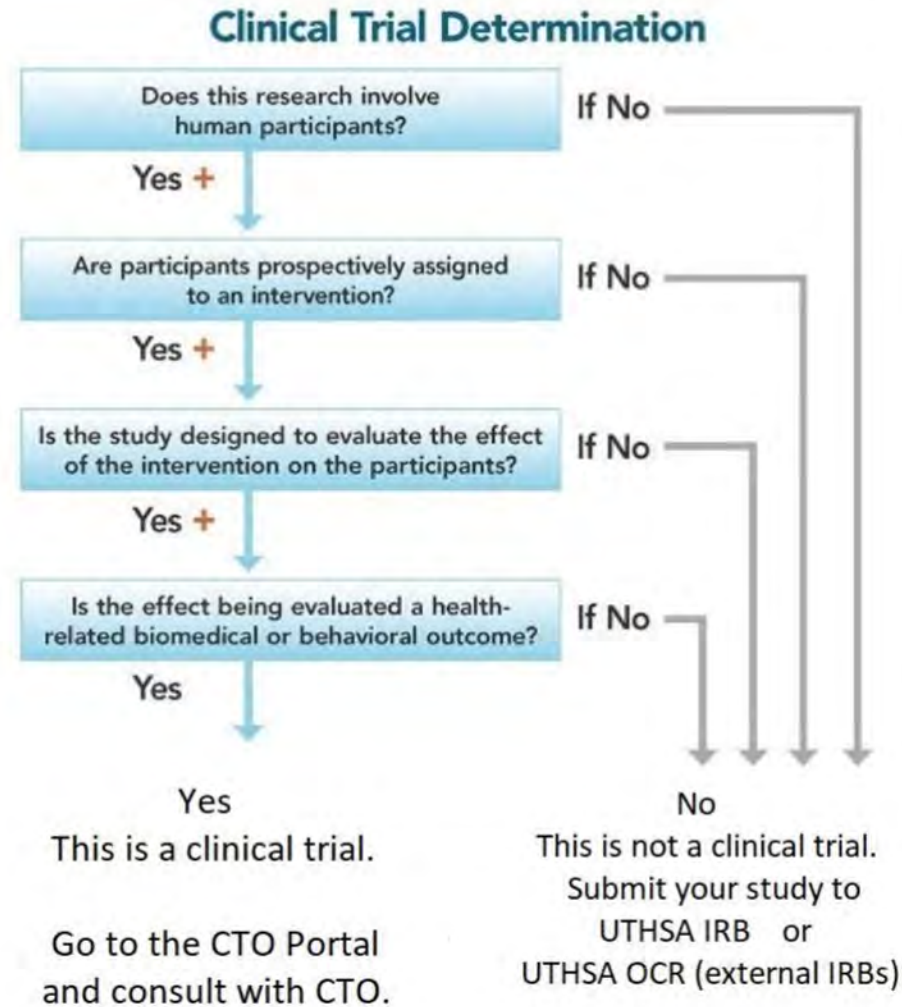 Clinical Trial Determination
Does this research involve
human participants?
If No
Yes +
Are participants prospectively assigned
to an intervention?
If No
Yes +
Is the study designed to evaluate the effect
of the intervention on the participants?
If No
Yes +
Is the effect being evaluated a health-
related biomedical or behavioral outcome?
If No
Yes
Yes
This is a clinical trial.
Go to the CTO Portal
and consult with CTO.
No
This is not a clinical trial.
Submit your study to
UTHSA IRB or
UTHSA OCR (external IRBs)